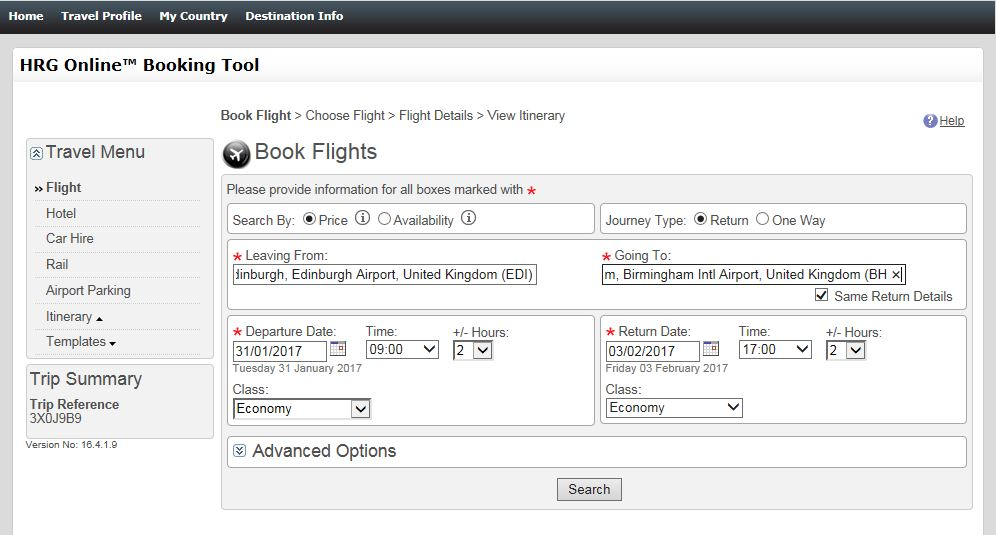 Home Travel Profile My Country Destination Info
HRG Online™ Booking Tool
Book Flight > Choose Flight > Flight Details > View Itinerary
Help
Travel Menu
» Flight
Hotel
Car Hire
Rail
Airport Parking
Itinerary
Templates
Trip Summary
Trip Reference
3X0J9B9
Version No: 16.4.1.9
Book Flights
Please provide information for all boxes marked with *
Search By: Price Availability
Journey Type: Return One Way
* Leaving From:
dinburgh, Edinburgh Airport, United Kingdom (EDI)
* Going To:
m, Birmingham Intl Airport, United Kingdom (BH ×
Same Return Details
* Departure Date: Time: +/- Hours:
31/01/2017 09:00 2
Tuesday 31 January 2017
Class:
Economy
* Return Date: Time: +/- Hours:
03/02/2017 17:00 2
Friday 03 February 2017
Class:
Economy
Advanced Options
Search